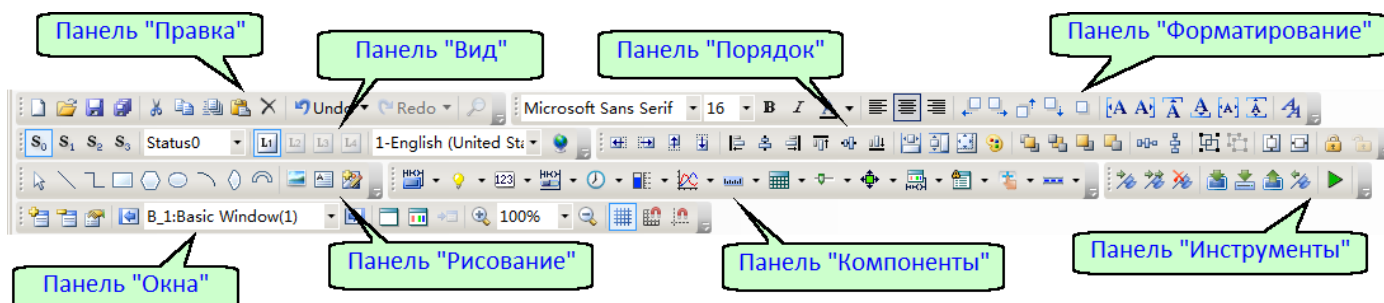 Панель "Правка"
Панель "Вид"
Панель "Порядок"
Панель "Форматирование"
Undo Redo Microsoft Sans Serif 16 B I A A A A A A A A
S0 S1 S2 S3 Status0 L1 L2 L3 L4 1-English (United Sta
123
B_1:Basic Window(1) 100%
Панель "Окна"
Панель "Рисование"
Панель "Компоненты"
Панель "Инструменты"